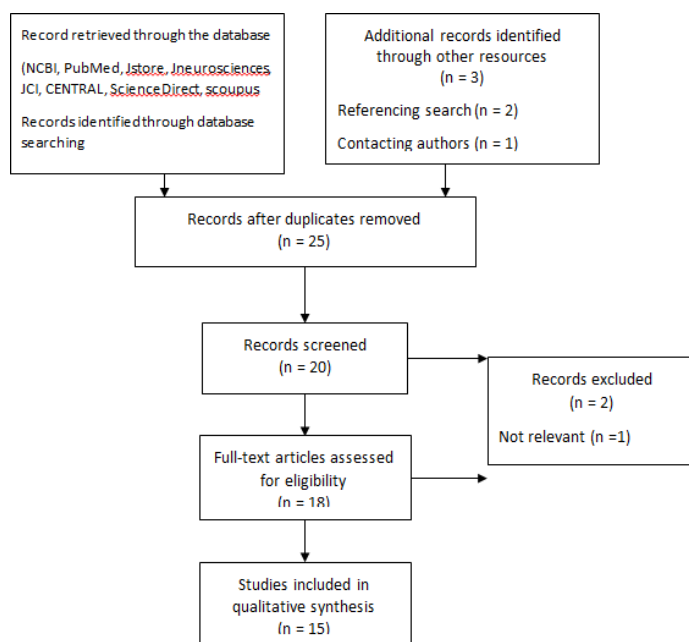 Record retrieved through the database
(NCBI, PubMed, Jstore, Jneurosciences,
JCI, CENTRAL, ScienceDirect, scoupus
Records identified through database
searching
Additional records identified
through other resources
(n = 3)
Referencing search (n = 2)
Contacting authors (n = 1)
Records after duplicates removed
(n = 25)
Records screened
(n = 20)
Records excluded
(n = 2)
Not relevant (n =1)
Full-text articles assessed
for eligibility
(n = 18)
Studies included in
qualitative synthesis
(n = 15)